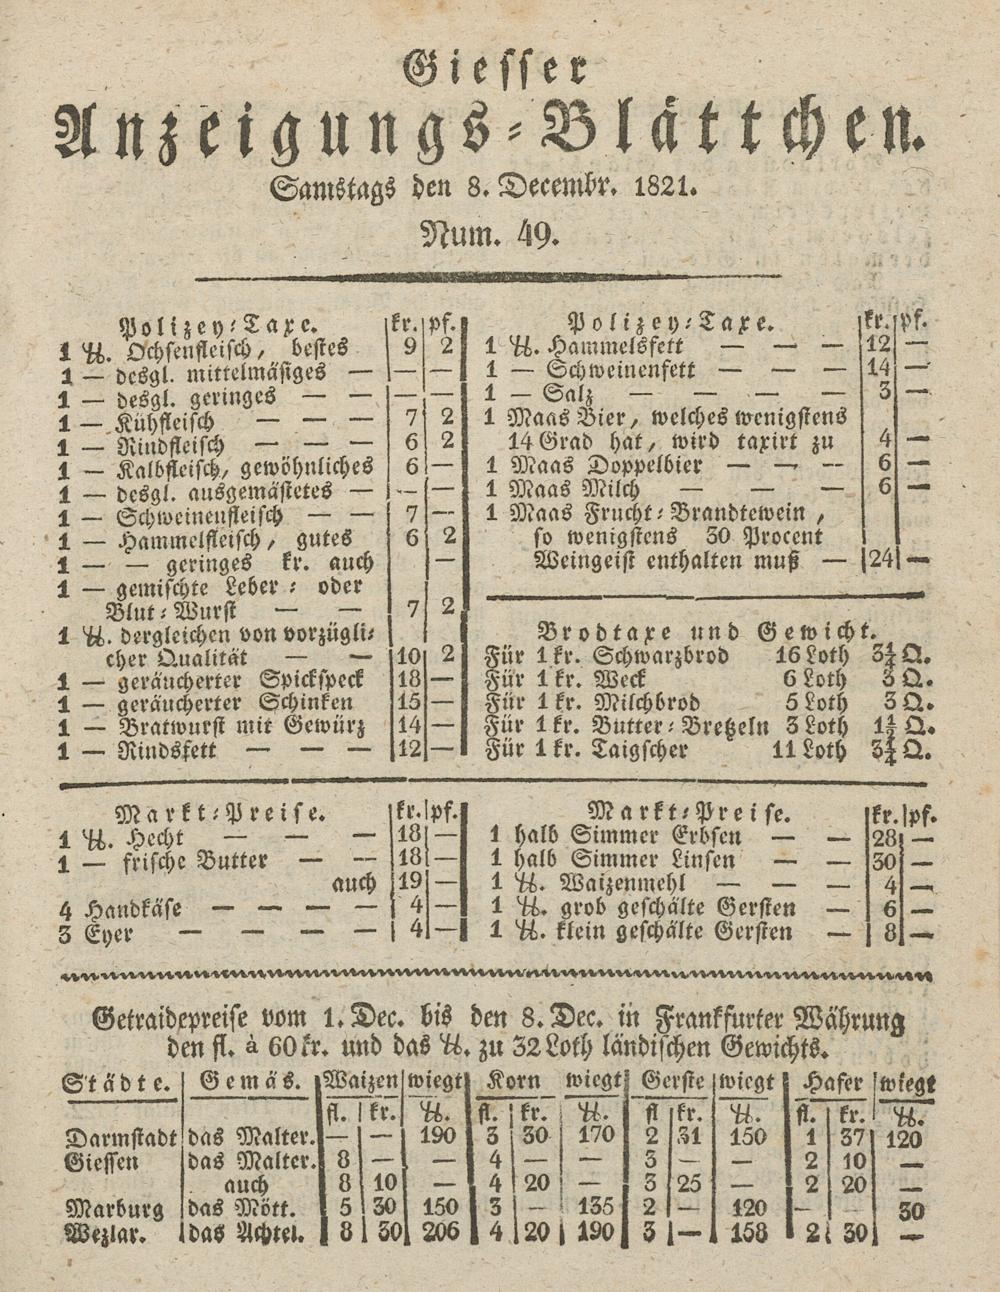 Giesser
Anzeigungs-Blättchen.
Samstags den 8. Decembr. 1821.
Num. 49.
Polizey-Taxe. kr. pf.
1 ℔. Ochsenfleisch, bestes 9 2
1 — desgl. mittelmäsiges — — —
1 — desgl. geringes — — — —
1 — Kühfleisch — — 7 2
1 — Rindfleisch — — — 6 2
1 — Kalbfleisch, gewöhnliches 6 —
1 — desgl. ausgemästetes — — —
1 — Schweinenfleisch — — 7 —
1 — Hammelfleisch, gutes 6 2
1 — — geringes kr. auch —
1 — gemischte Leber- oder
Blut-Wurst — — 7 2
1 ℔. dergleichen von vorzügli-
cher Qualität — — 10 2
1 — geräucherter Spickspeck 18 —
1 — geräucherter Schinken 15 —
1 — Bratwurst mit Gewürz 14 —
1 — Rindsfett — — — 12 —
Polizey-Taxe. kr. pf.
1 ℔. Hammelsfett — — — 12 —
1 — Schweinenfett — — — 14 —
1 — Salz — — — — 3 —
1 Maas Bier, welches wenigstens
14 Grad hat, wird taxirt zu 4 —
1 Maas Doppelbier — — — 6 —
1 Maas Milch — — — 6 —
1 Maas Frucht-Brandtewein,
so wenigstens 30 Procent
Weingeist enthalten muß — 24 —
Brodtaxe und Gewicht.
Für 1 kr. Schwarzbrod 16 Loth 3¼ Q.
Für 1 kr. Weck 6 Loth 3 Q.
Für 1 kr. Milchbrod 5 Loth 3 Q.
Für 1 kr. Butter-Bretzeln 3 Loth 1½ Q.
Für 1 kr. Taigscher 11 Loth 3¼ Q.
Markt-Preise. kr. pf.
1 ℔. Hecht — — — 18 —
1 — frische Butter — — 18 —
auch 19 —
4 Handkäse — — — — 4 —
3 Eyer — — — — 4 —
Markt-Preise. kr. pf.
1 halb Simmer Erbsen — — 28 —
1 halb Simmer Linsen — — 30 —
1 ℔. Waizenmehl — — — 4 —
1 ℔. grob geschälte Gersten — 6 —
1 ℔. klein geschälte Gersten — 8 —
Getraidepreise vom 1. Dec. bis den 8. Dec. in Frankfurter Währung
den fl. à 60 kr. und das ℔. zu 32 Loth ländischen Gewichts.
Städte. Gemäs. Waizen wiegt Korn wiegt Gerste wiegt Hafer wiegt
fl. kr. ℔. fl. kr. ℔. fl kr. ℔. fl. kr. ℔.
Darmstadt das Malter. — — 190 3 30 170 2 31 150 1 37 120
Giessen das Malter. 8 — — 4 — — 3 — — 2 10 —
auch 8 10 — 4 20 — 3 25 — 2 20 —
Marburg das Mött. 5 30 150 3 — 135 2 — 120 — — 30
Wezlar. das Achtel. 8 30 206 4 20 190 3 — 158 2 30 —